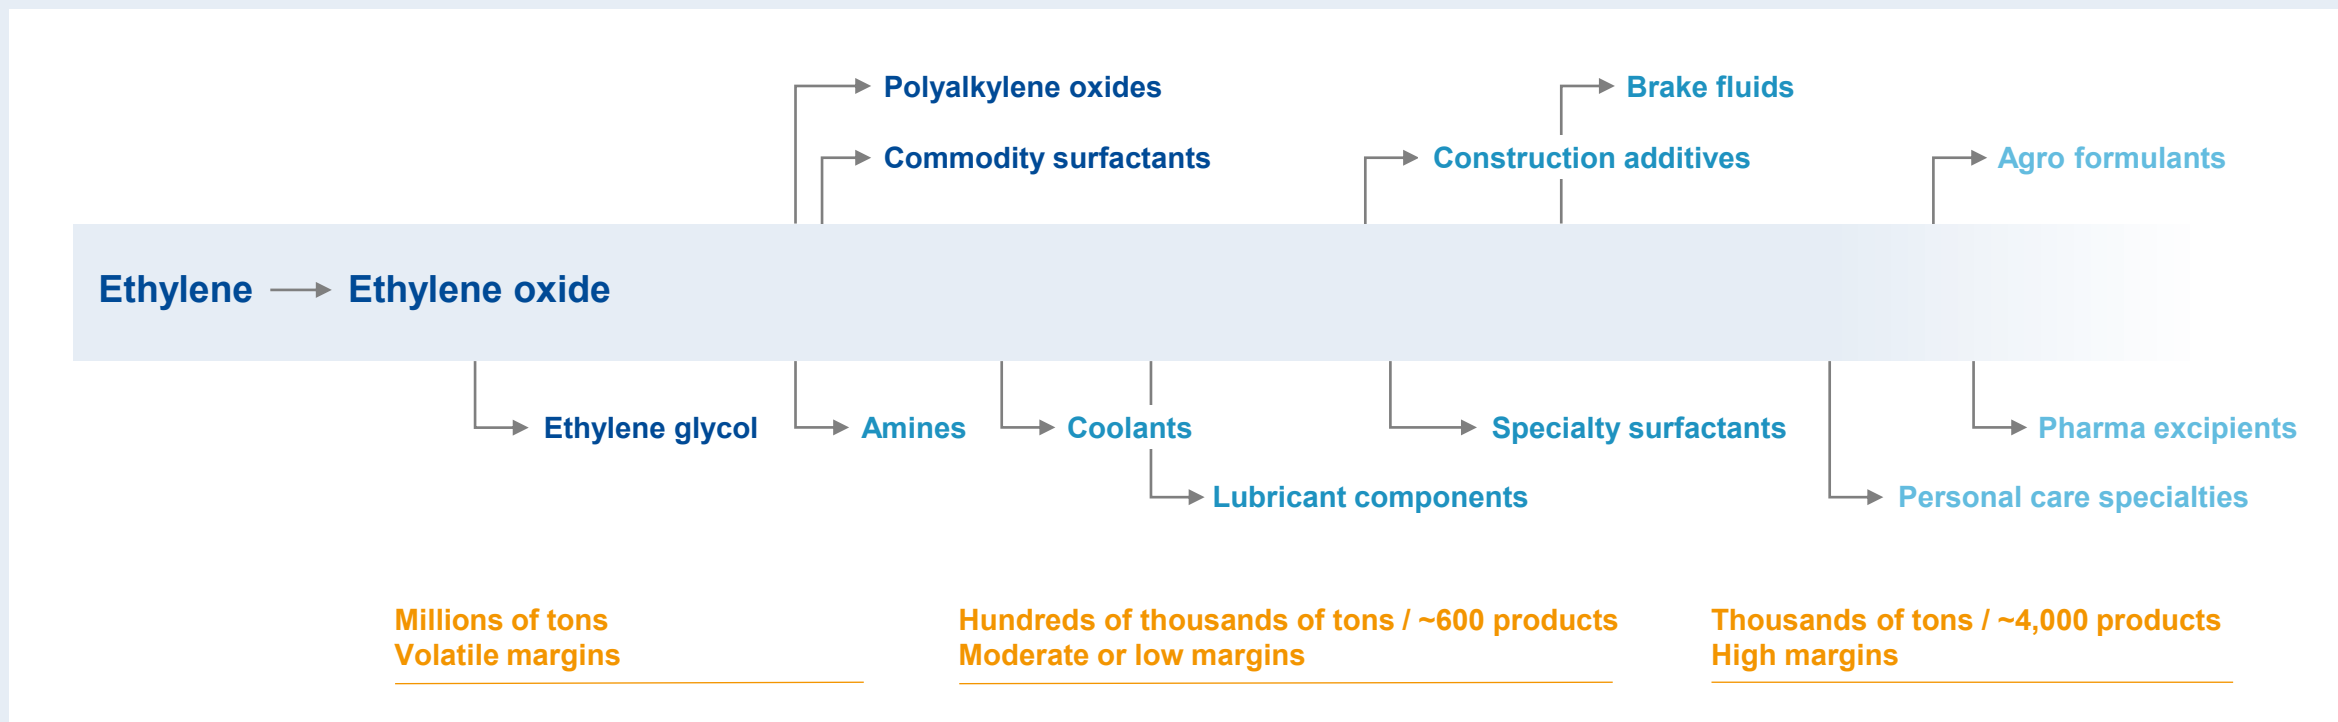 Polyalkylene oxides
Brake fluids
Commodity surfactants
Construction additives
Agro formulants
Ethylene
Ethylene oxide
Ethylene glycol
Amines
Coolants
Specialty surfactants
Pharma excipients
Lubricant components
Personal care specialties
Millions of tons
Volatile margins
Hundreds of thousands of tons / ~600 products
Moderate or low margins
Thousands of tons / ~4,000 products
High margins